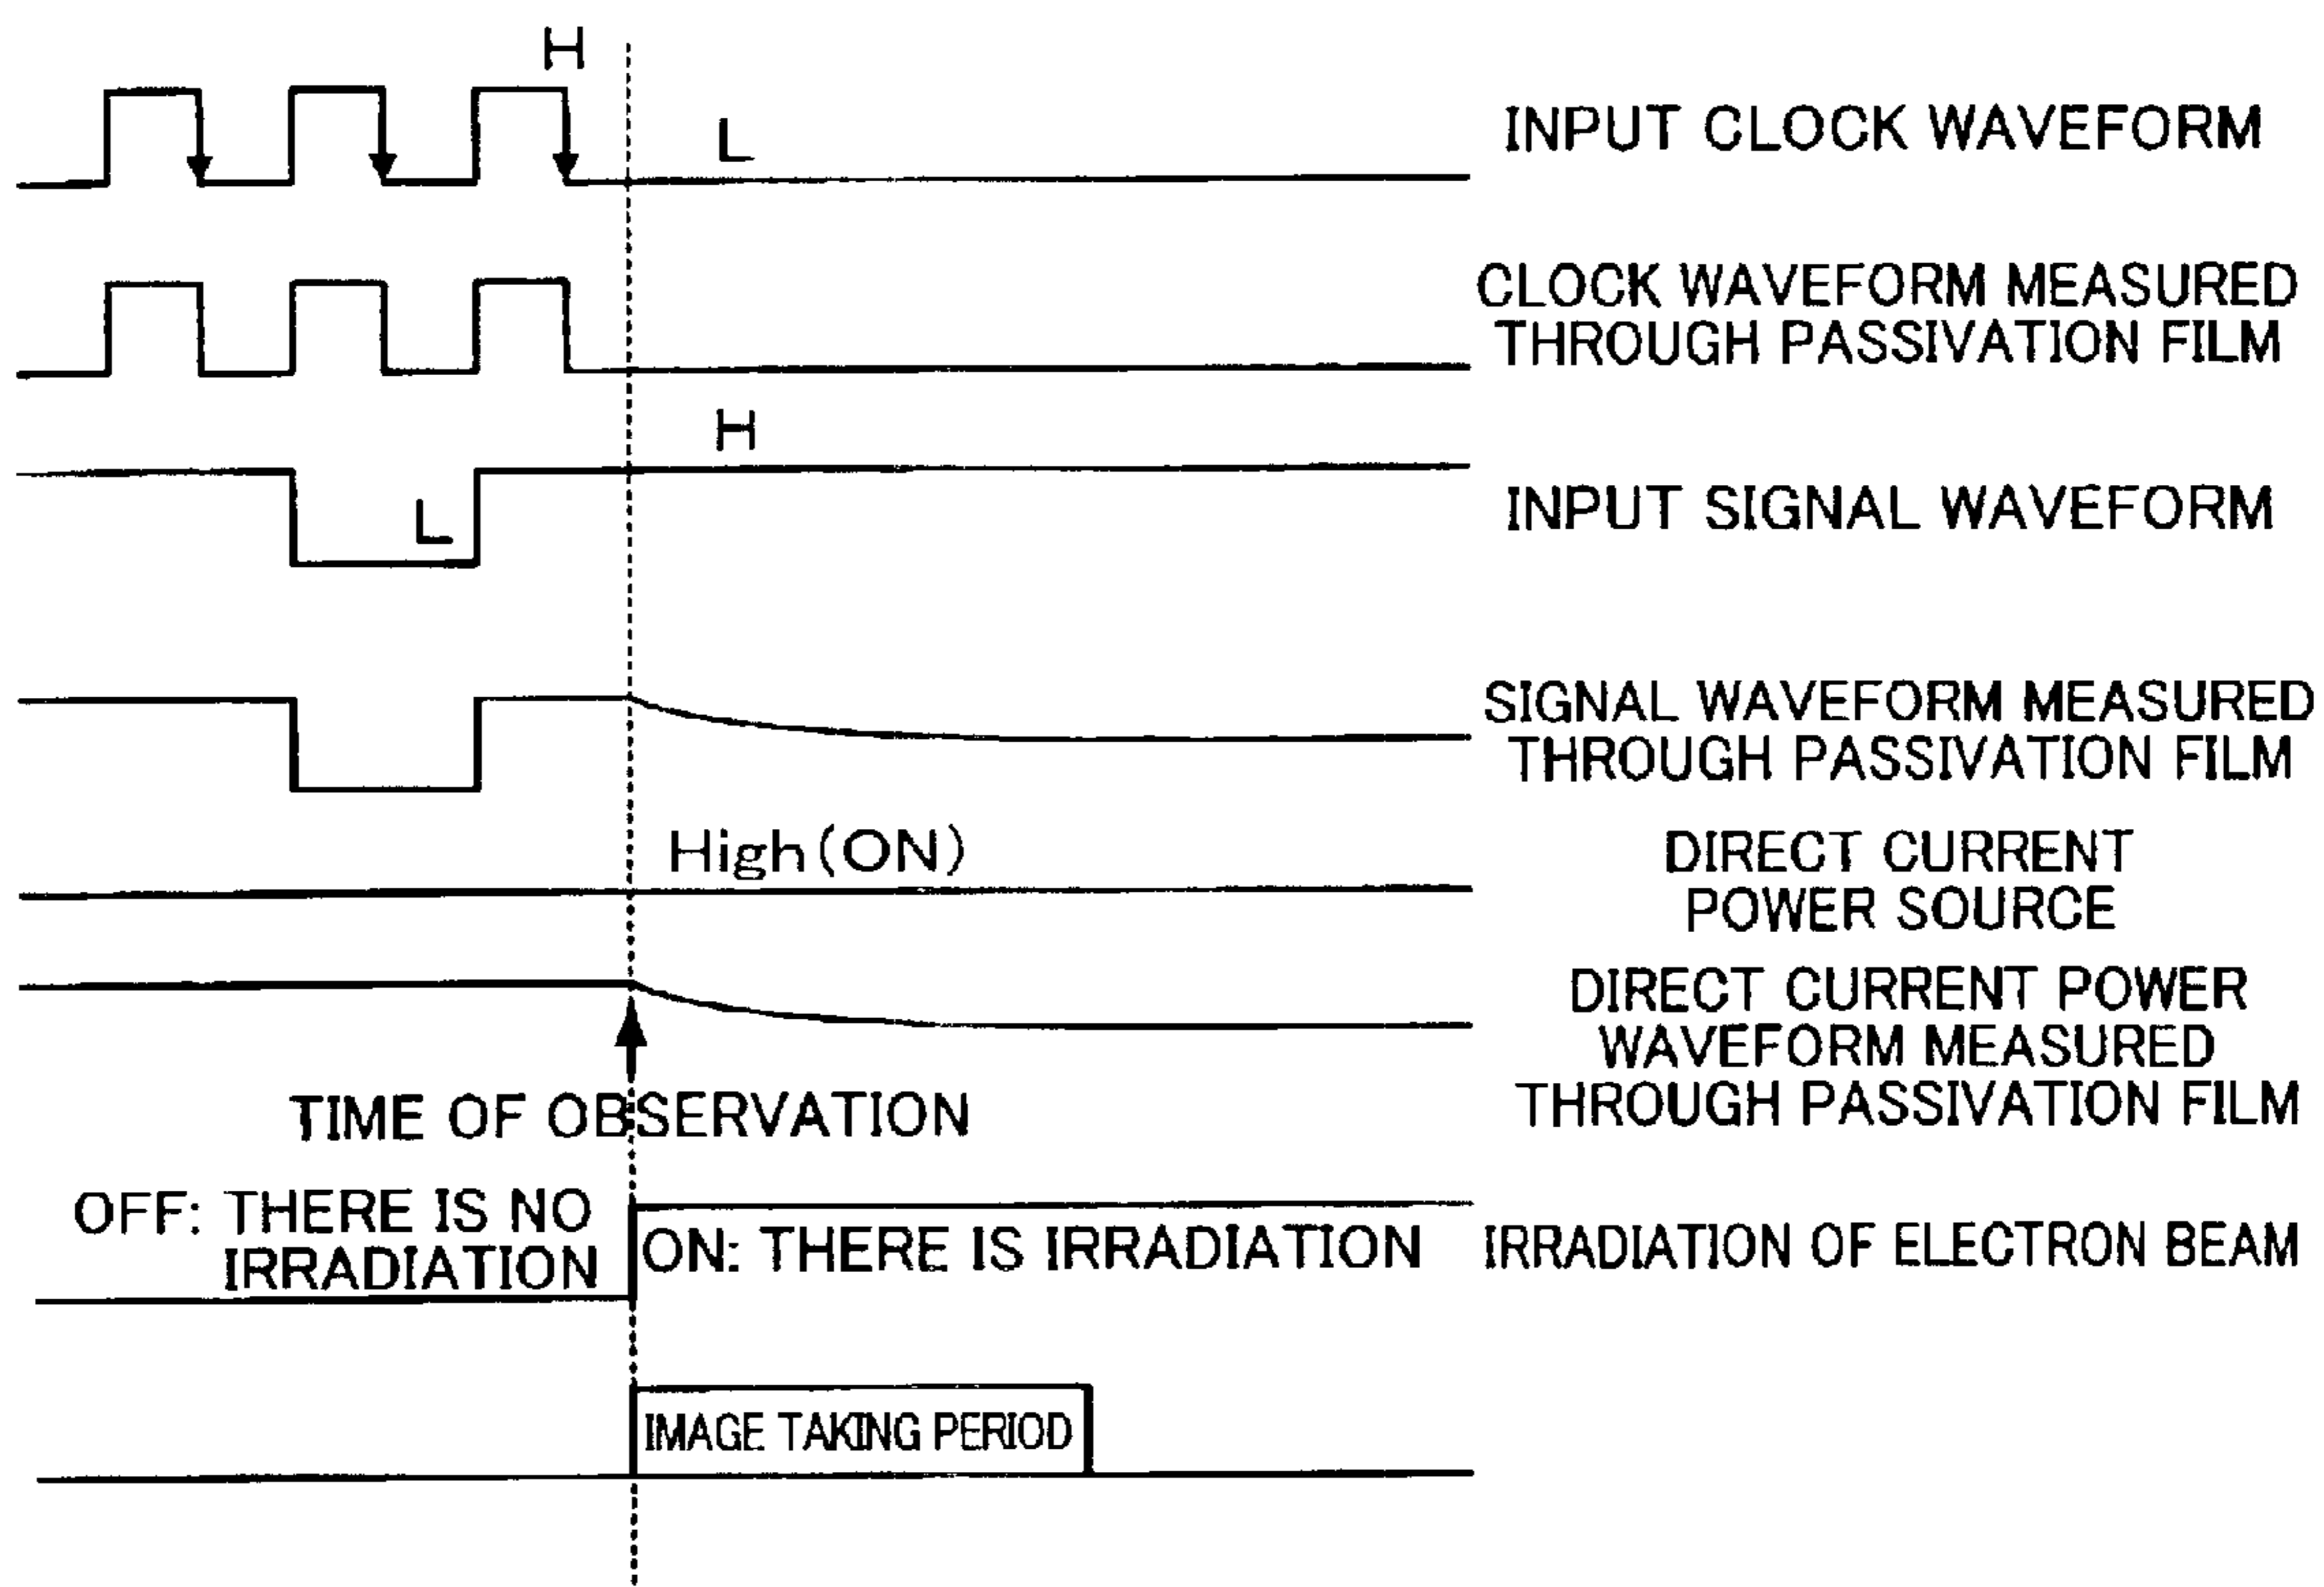 H
L
INPUT CLOCK WAVEFORM
CLOCK WAVEFORM MEASURED
THROUGH PASSIVATION FILM
H
L
INPUT SIGNAL WAVEFORM
SIGNAL WAVEFORM MEASURED
THROUGH PASSIVATION FILM
High(ON)
DIRECT CURRENT
POWER SOURCE
DIRECT CURRENT POWER
WAVEFORM MEASURED
THROUGH PASSIVATION FILM
TIME OF OBSERVATION
OFF: THERE IS NO
IRRADIATION
ON: THERE IS IRRADIATION
IRRADIATION OF ELECTRON BEAM
IMAGE TAKING PERIOD